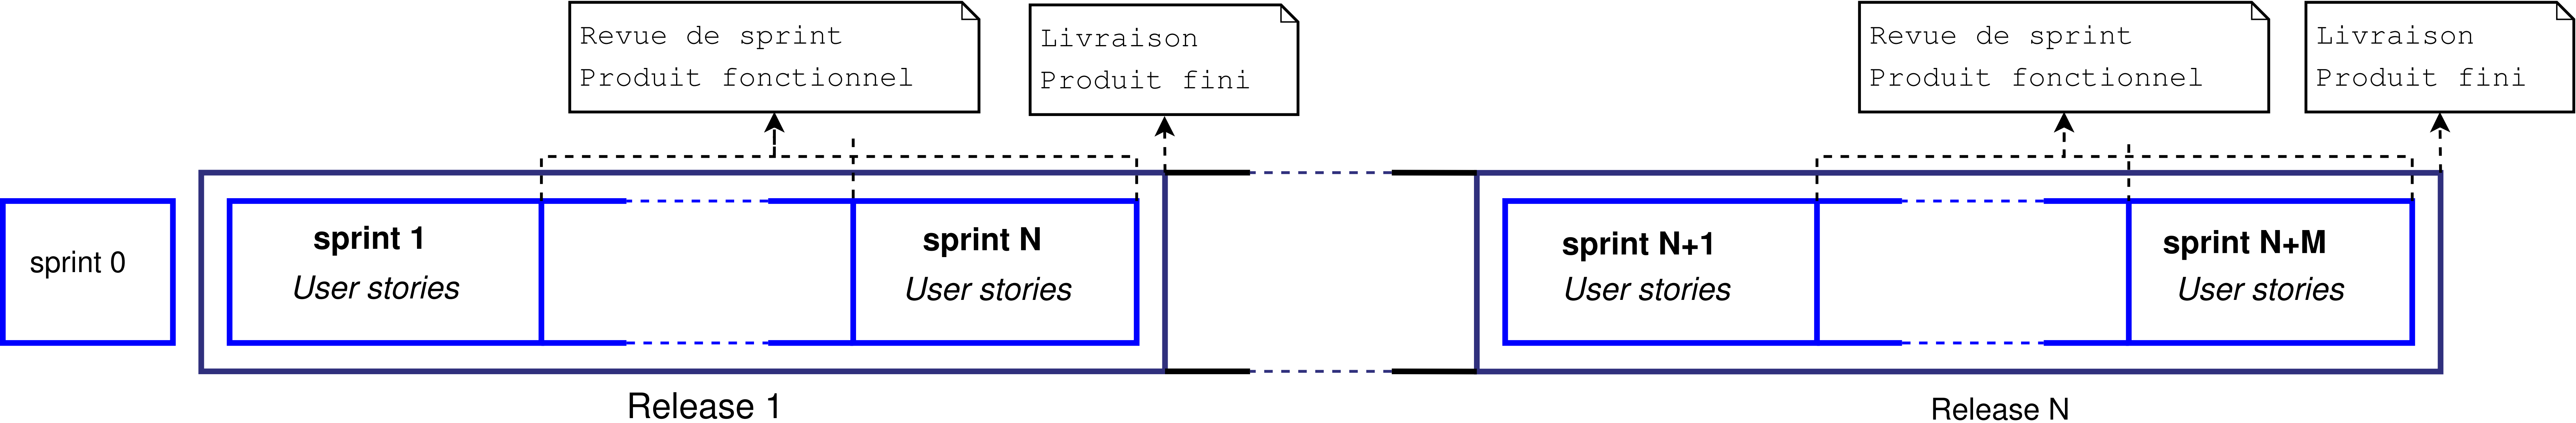 Revue de sprint
Produit fonctionnel
Livraison
Produit fini
Revue de sprint
Produit fonctionnel
Livraison
Produit fini
sprint 0
sprint 1
User stories
sprint N
User stories
sprint N+1
User stories
sprint N+M
User stories
Release 1
Release N